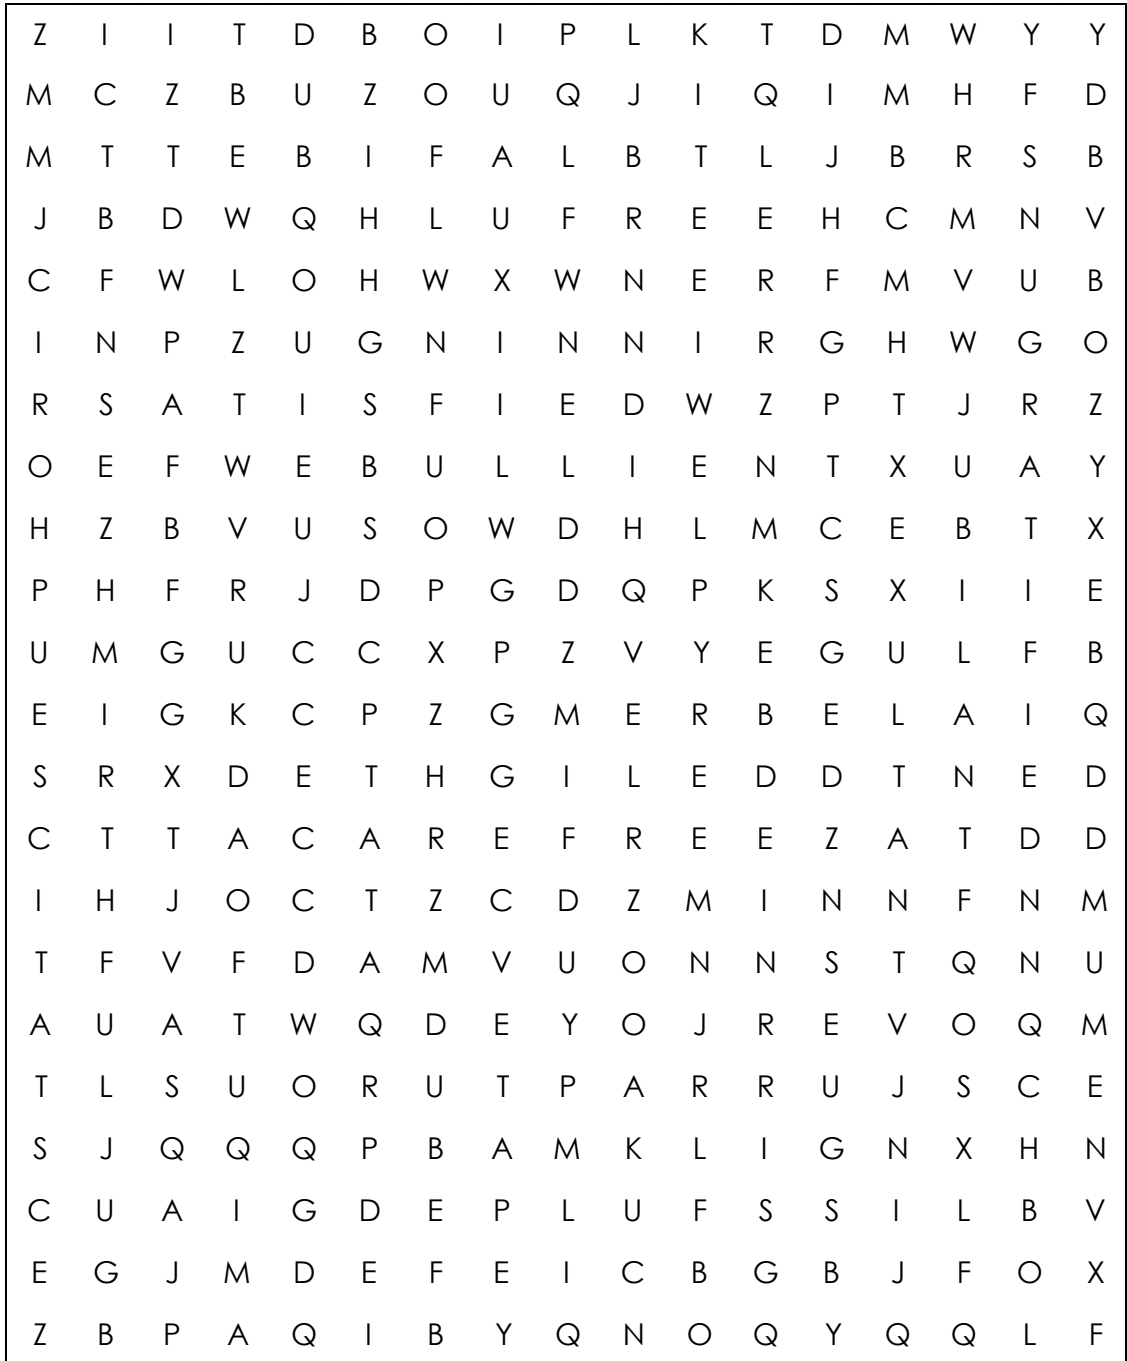 Z I I T D B O I P L K T D M W Y Y
M C Z B U Z O U Q J I Q I M H F D
M T T E B I F A L B T L J B R S B
J B D W Q H L U F R E E H C M N V
C F W L O H W X W N E R F M V U B
I N P Z U G N I N N I R G H W G O
R S A T I S F I E D W Z P T J R Z
O E F W E B U L L I E N T X U A Y
H Z B V U S O W D H L M C E B T X
P H F R J D P G D Q P K S X I I E
U M G U C C X P Z V Y E G U L F B
E I G K C P Z G M E R B E L A I Q
S R X D E T H G I L E D D T N E D
C T T A C A R E F R E E Z A T D D
I H J O C T Z C D Z M I N N F N M
T F V F D A M V U O N N S T Q N U
A U A T W Q D E Y O J R E V O Q M
T L S U O R U T P A R R U J S C E
S J Q Q Q P B A M K L I G N X H N
C U A I G D E P L U F S S I L B V
E G J M D E F E I C B G B J F O X
Z B P A Q I B Y Q N O Q Y Q Q L F